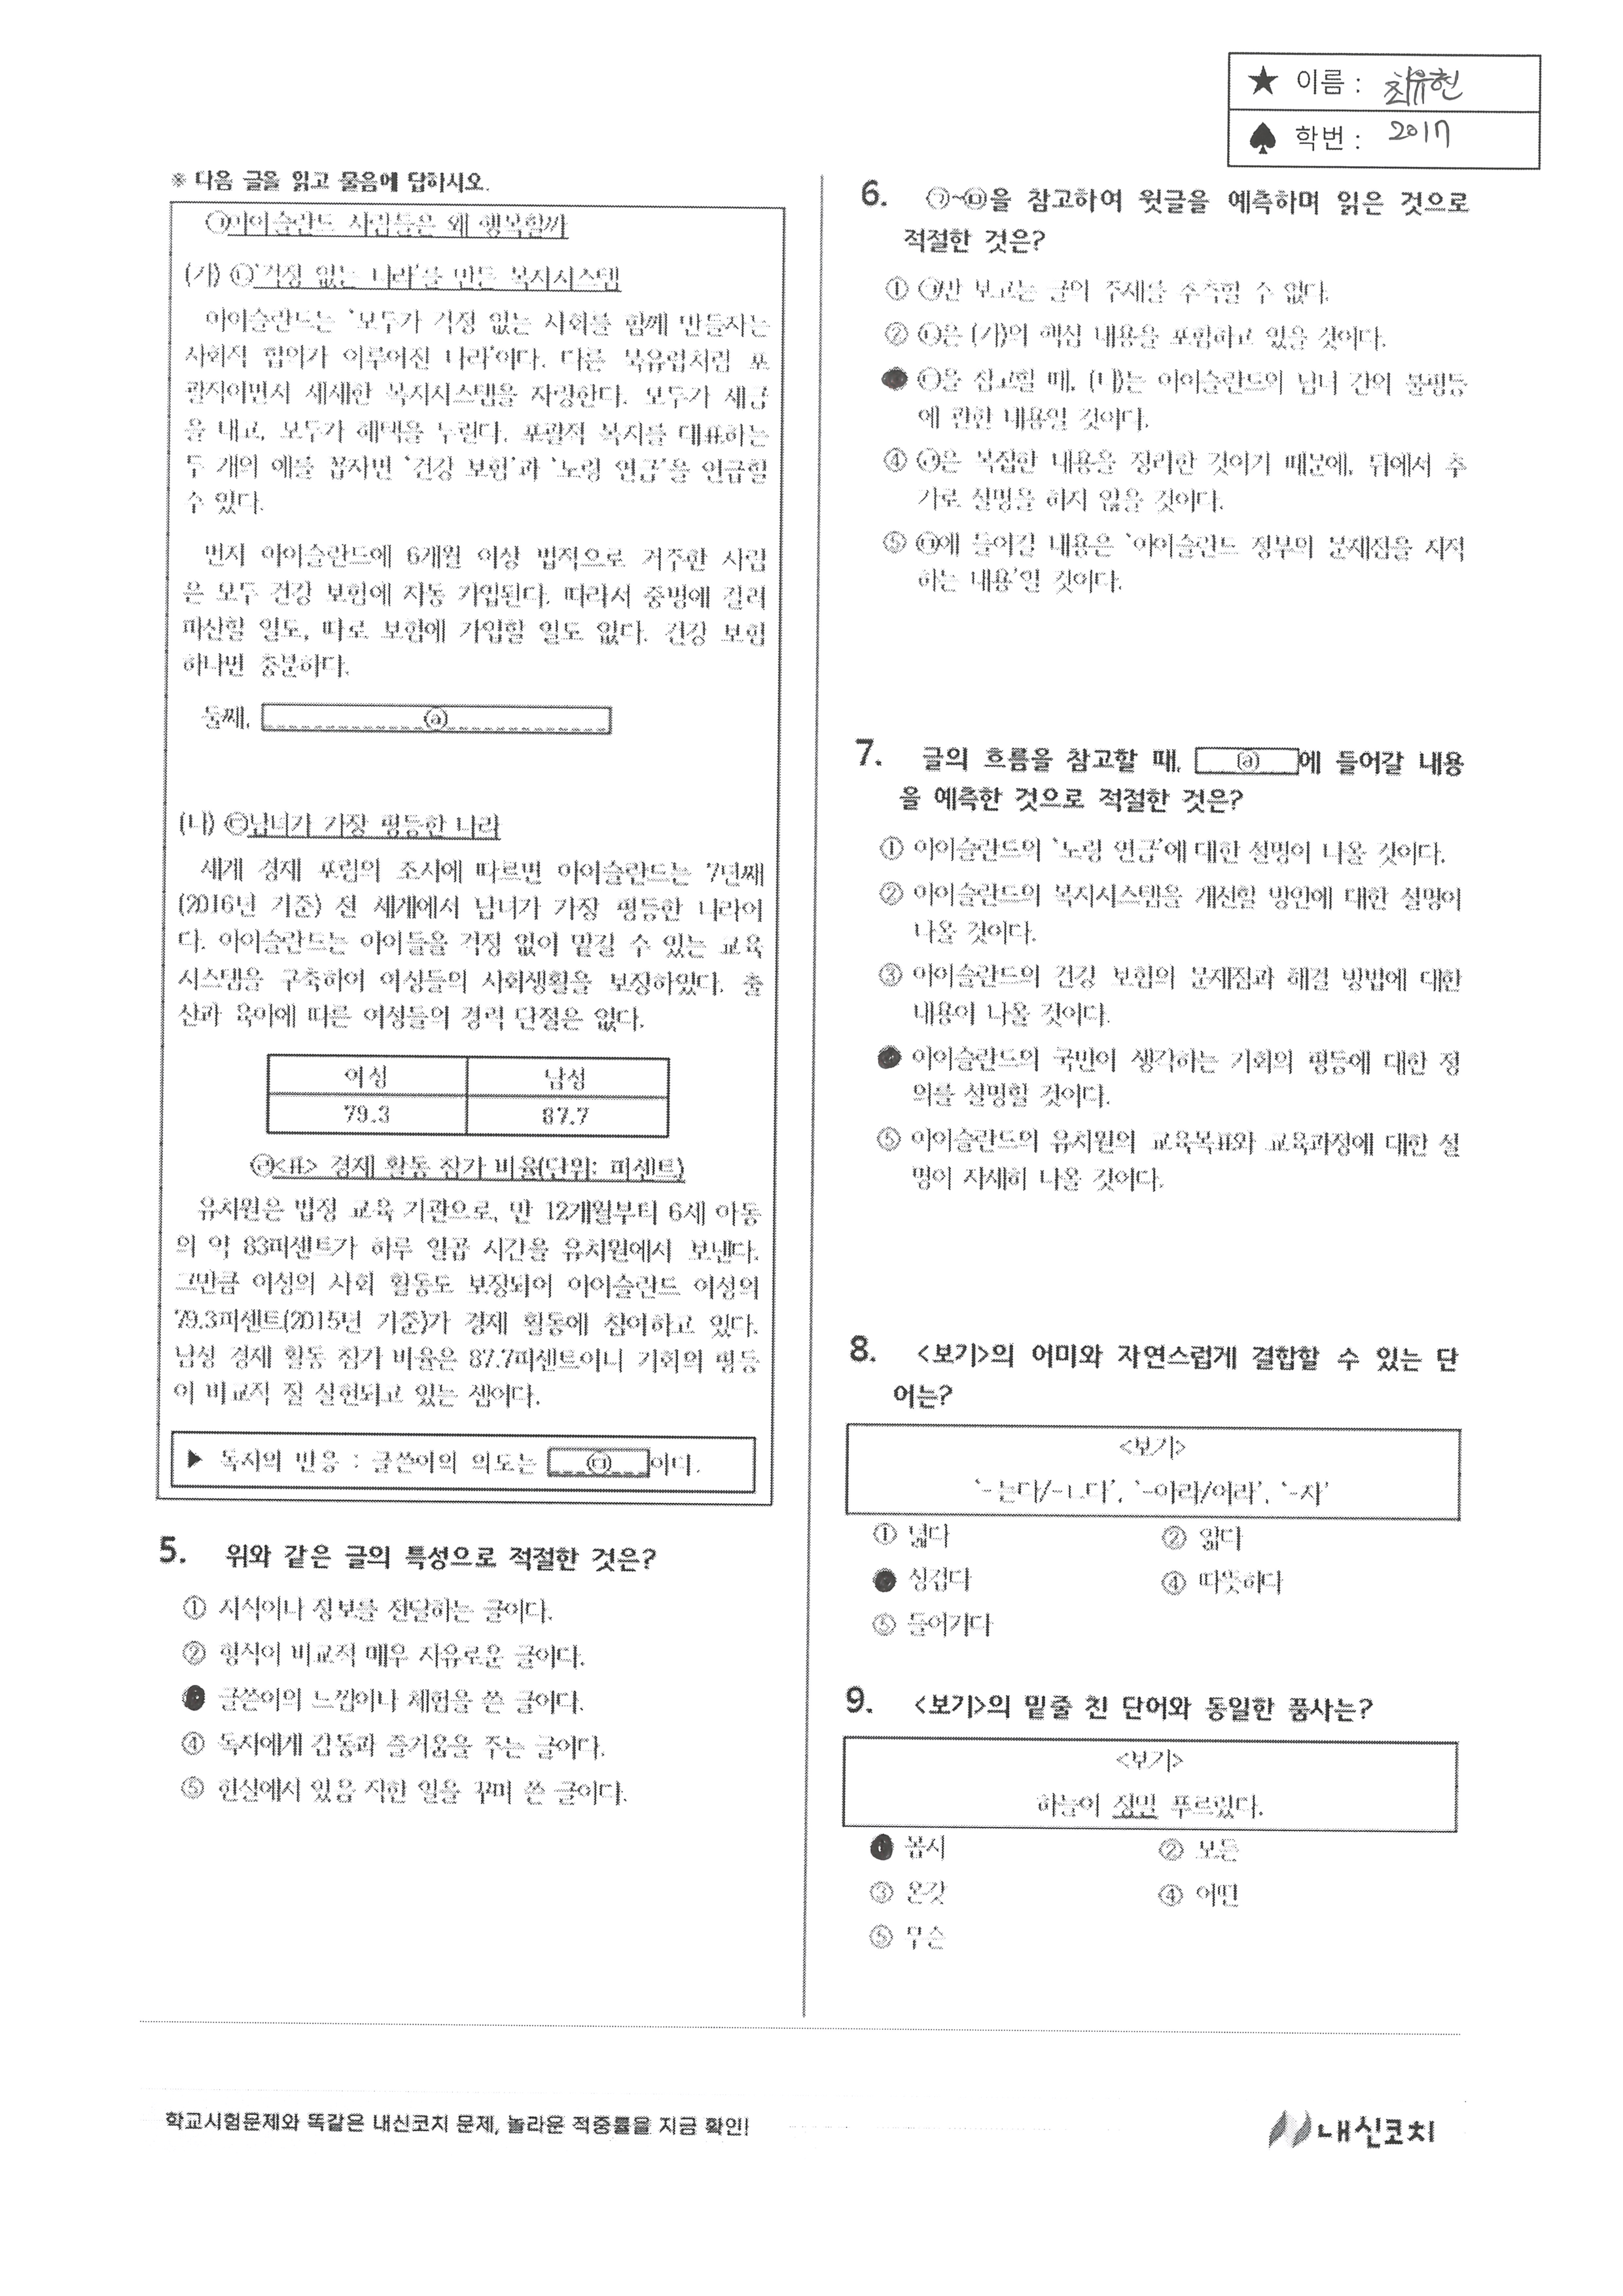 ★ 이름 : 최유현
♠ 학번 : 2017
※ 다음 글을 읽고 물음에 답하시오.
㉠아이슬란드 사람들은 왜 행복할까
(가) ㉡'걱정 없는 나라'를 만든 복지시스템
아이슬란드는 '모두가 걱정 없는 사회를 함께 만들자는
사회적 합의가 이루어진 나라'이다. 다른 북유럽처럼 포
괄적이면서 세세한 복지시스템을 자랑한다. 모두가 세금
을 내고, 모두가 혜택을 누린다. 포괄적 복지를 대표하는
두 개의 예를 꼽자면 '건강 보험'과 '노령 연금'을 언급할
수 있다.
먼저 아이슬란드에 6개월 이상 법적으로 거주한 사람
은 모두 건강 보험에 자동 가입된다. 따라서 중병에 걸려
파산할 일도, 따로 보험에 가입할 일도 없다. 건강 보험
하나면 충분하다.
둘째, ⓐ
(나) ㉢남녀가 가장 평등한 나라
세계 경제 포럼의 조사에 따르면 아이슬란드는 7년째
(2016년 기준) 전 세계에서 남녀가 가장 평등한 나라이
다. 아이슬란드는 아이들을 걱정 없이 맡길 수 있는 교육
시스템을 구축하여 여성들의 사회생활을 보장하였다. 출
산과 육아에 따른 여성들의 경력 단절은 없다.
여성 남성
79.3 87.7
㉣<표> 경제 활동 참가 비율(단위: 퍼센트)
유치원은 법정 교육 기관으로, 만 12개월부터 6세 아동
의 약 83퍼센트가 하루 일곱 시간을 유치원에서 보낸다.
그만큼 여성의 사회 활동도 보장되어 아이슬란드 여성의
79.3퍼센트(2015년 기준)가 경제 활동에 참여하고 있다.
남성 경제 활동 참가 비율은 87.7퍼센트이니 기회의 평등
이 비교적 잘 실현되고 있는 셈이다.
▶ 독자의 반응 : 글쓴이의 의도는 ㉤이다.
5. 위와 같은 글의 특성으로 적절한 것은?
① 지식이나 정보를 전달하는 글이다.
② 형식이 비교적 매우 자유로운 글이다.
글쓴이의 느낌이나 체험을 쓴 글이다.
④ 독자에게 감동과 즐거움을 주는 글이다.
⑤ 현실에서 있음 직한 일을 꾸며 쓴 글이다.
6. ㉠~㉤을 참고하여 윗글을 예측하며 읽은 것으로
적절한 것은?
① ㉠만 보고는 글의 주제를 추측할 수 없다.
② ㉡은 (가)의 핵심 내용을 포함하고 있을 것이다.
㉢을 참고할 때, (나)는 아이슬란드의 남녀 간의 불평등
에 관한 내용일 것이다.
④ ㉣은 복잡한 내용을 정리한 것이기 때문에, 뒤에서 추
가로 설명을 하지 않을 것이다.
⑤ ㉤에 들어갈 내용은 '아이슬란드 정부의 문제점을 지적
하는 내용'일 것이다.
7. 글의 흐름을 참고할 때, ⓐ에 들어갈 내용
을 예측한 것으로 적절한 것은?
① 아이슬란드의 '노령 연금'에 대한 설명이 나올 것이다.
② 아이슬란드의 복지시스템을 개선할 방안에 대한 설명이
나올 것이다.
③ 아이슬란드의 건강 보험의 문제점과 해결 방법에 대한
내용이 나올 것이다.
아이슬란드의 국민이 생각하는 기회의 평등에 대한 정
의를 설명할 것이다.
⑤ 아이슬란드의 유치원의 교육목표와 교육과정에 대한 설
명이 자세히 나올 것이다.
8. <보기>의 어미와 자연스럽게 결합할 수 있는 단
어는?
<보기>
'-는다/-ㄴ다', '-아라/어라', '-자'
① 넓다 ② 얇다
싱겁다 ④ 따뜻하다
⑤ 들어가다
9. <보기>의 밑줄 친 단어와 동일한 품사는?
<보기>
하늘이 정말 푸르렀다.
몹시 ② 모든
③ 온갖 ④ 어떤
⑤ 무슨
학교시험문제와 똑같은 내신코치 문제, 놀라운 적중률을 지금 확인!
내신코치